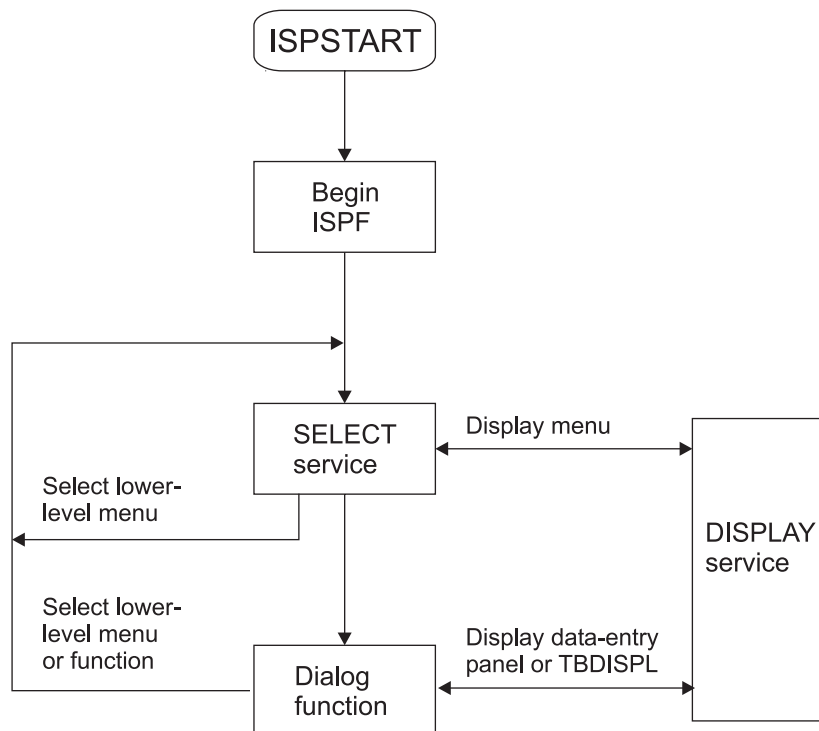 ISPSTART
Begin
ISPF
SELECT
service
Display menu
Select lower-
level menu
DISPLAY
service
Select lower-
level menu
or function
Dialog
function
Display data-entry
panel or TBDISPL